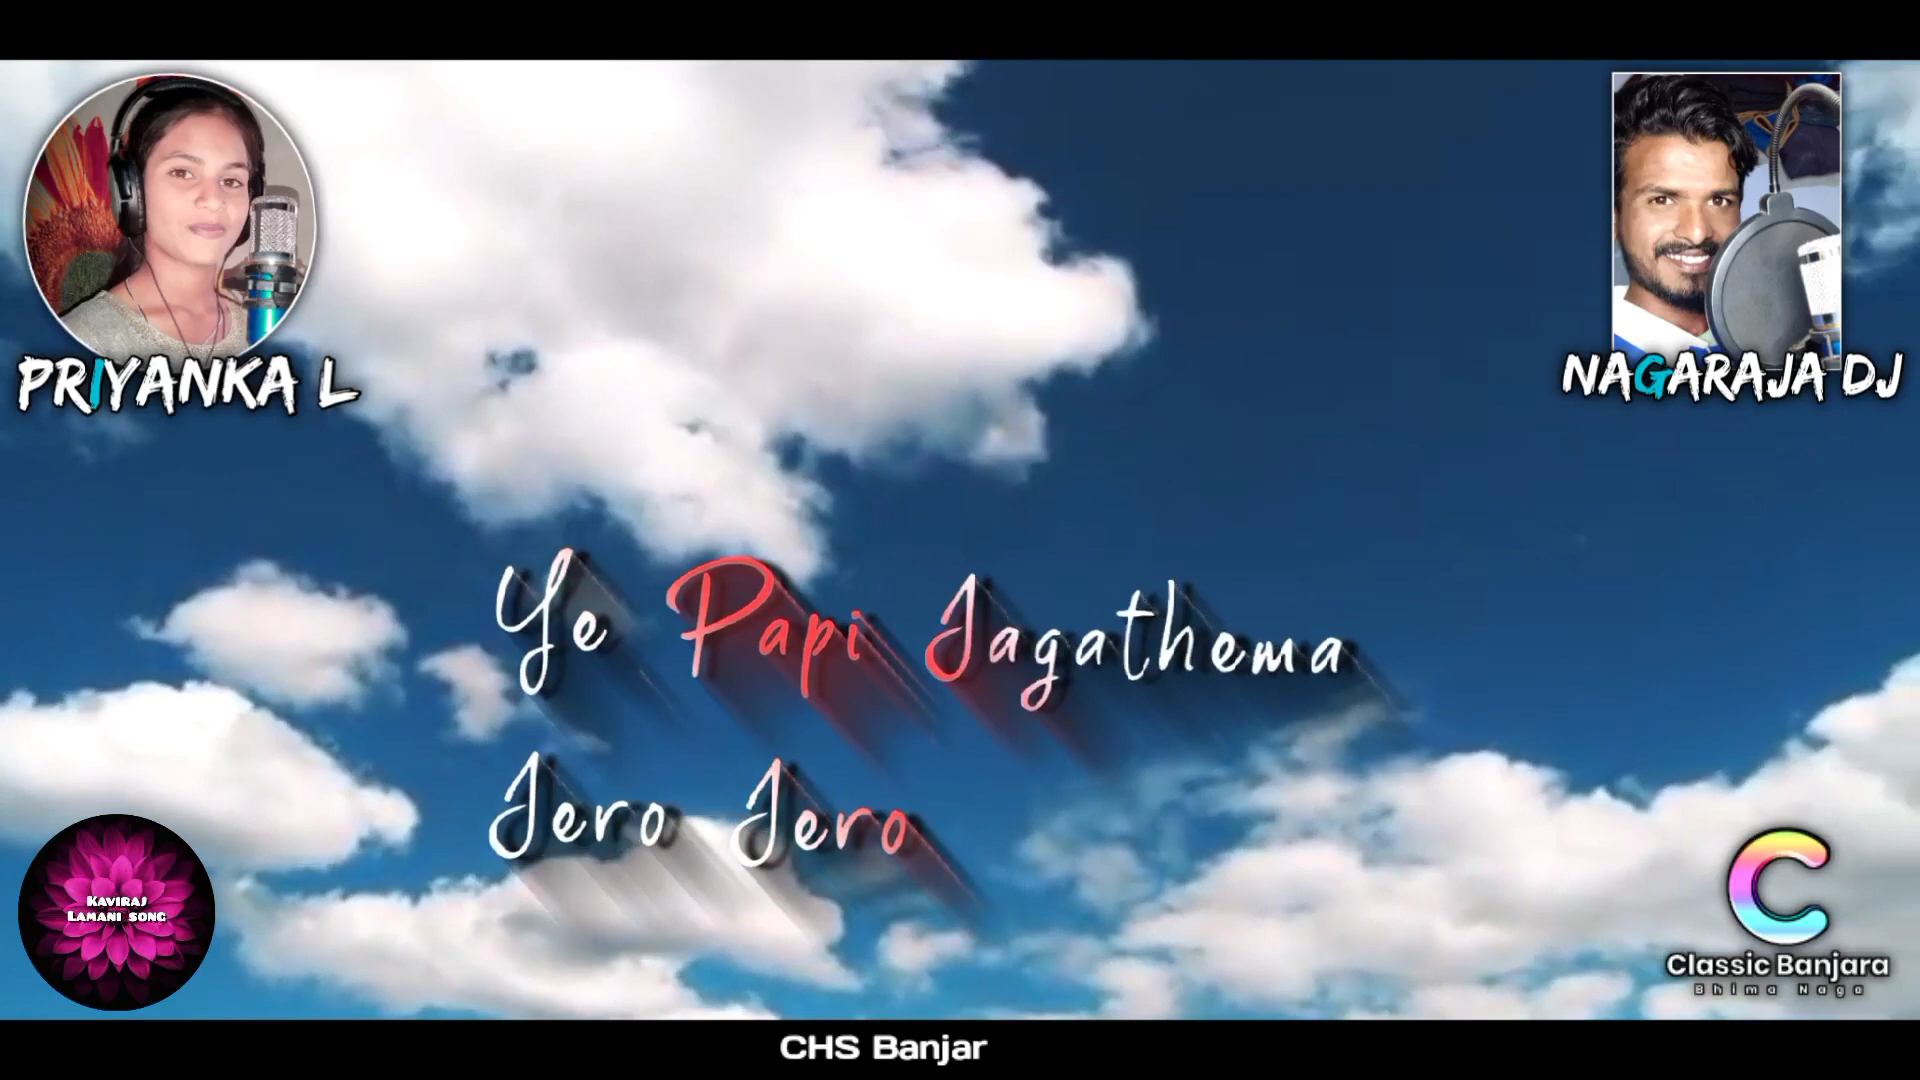 PRIYANKA L
NAGARAJA DJ
Ye Papi Jagathema
Jero Jero
KAVIRAJ
LAMANI SONG
Classic Banjara
Bhima Naga
CHS Banjar